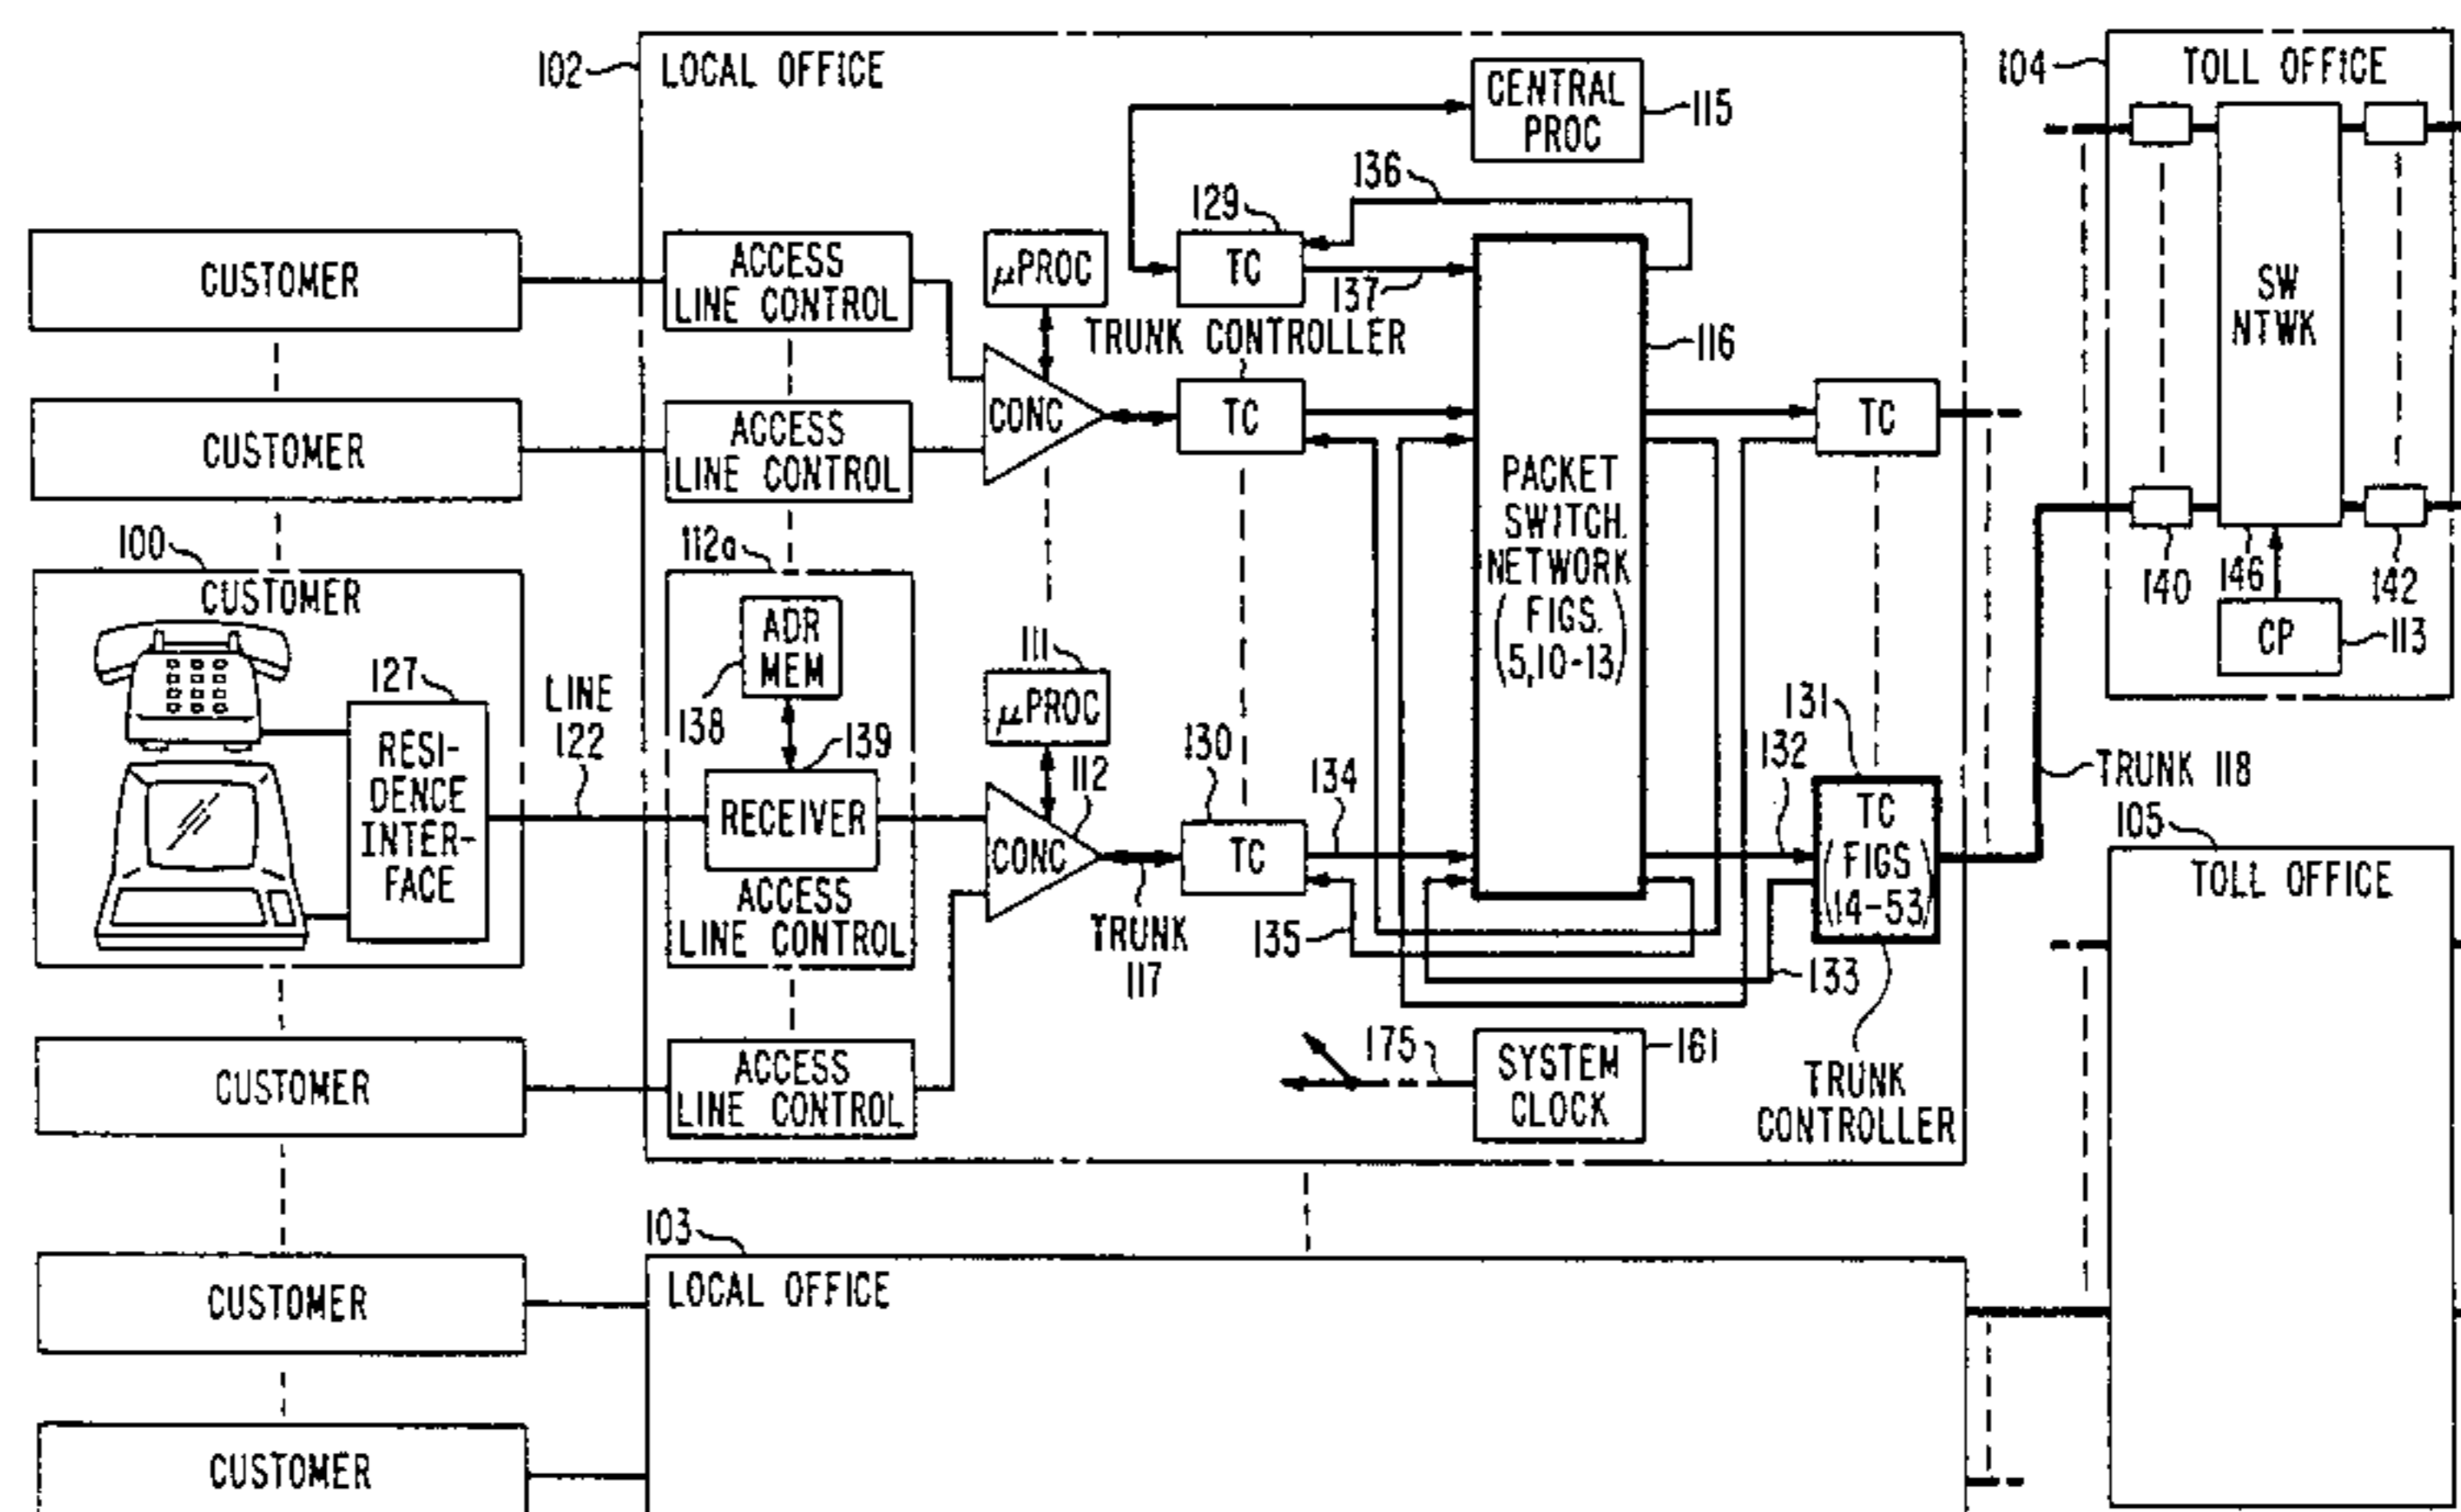 102
LOCAL OFFICE
CENTRAL
PROC
115
104
TOLL OFFICE
136
129
CUSTOMER
ACCESS
LINE CONTROL
μPROC
TC
137
TRUNK CONTROLLER
116
SW
NTWK
CUSTOMER
ACCESS
LINE CONTROL
CONC
TC
TC
PACKET
SWITCH.
NETWORK
(FIGS.
5,10-13)
140
146
142
CP
113
100
CUSTOMER
127
RESI-
DENCE
INTER-
FACE
LINE
122
112a
ADR
MEM
138
139
RECEIVER
ACCESS
LINE CONTROL
111
μPROC
112
CONC
TRUNK
117
130
TC
134
135
132
133
131
TC
(FIGS
14-53)
TRUNK 118
105
TOLL OFFICE
CUSTOMER
ACCESS
LINE CONTROL
175
SYSTEM
CLOCK
161
TRUNK
CONTROLLER
103
LOCAL OFFICE
CUSTOMER
CUSTOMER